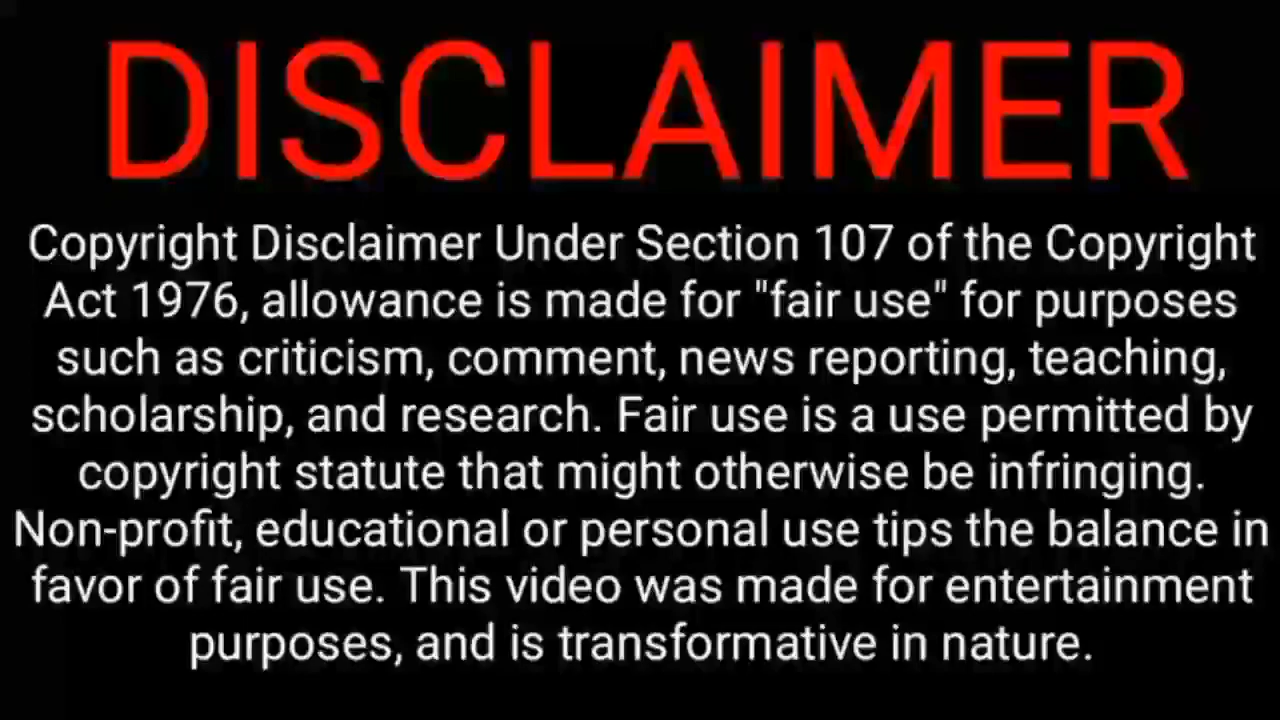 DISCLAIMER
Copyright Disclaimer Under Section 107 of the Copyright
Act 1976, allowance is made for "fair use" for purposes
such as criticism, comment, news reporting, teaching,
scholarship, and research. Fair use is a use permitted by
copyright statute that might otherwise be infringing.
Non-profit, educational or personal use tips the balance in
favor of fair use. This video was made for entertainment
purposes, and is transformative in nature.